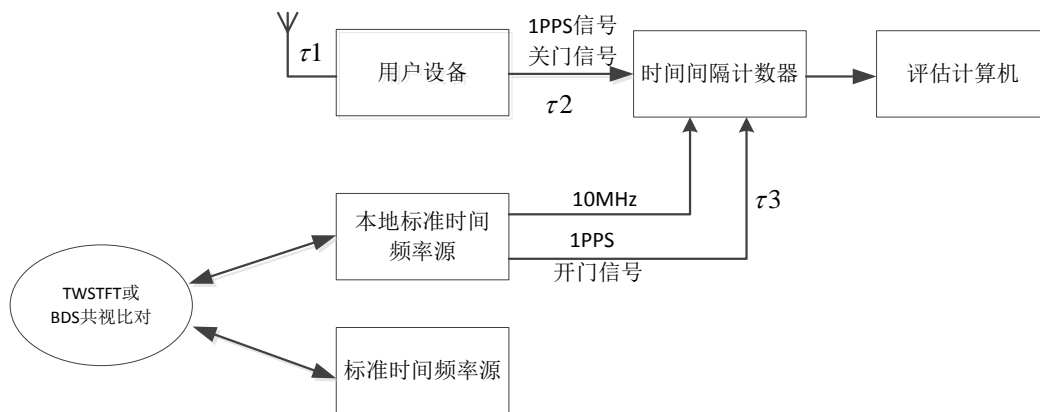 τ1
用户设备
1PPS信号
关门信号
τ2
时间间隔计数器
评估计算机
10MHz
τ3
本地标准时间
频率源
1PPS
开门信号
TWSTFT或
BDS共视比对
标准时间频率源